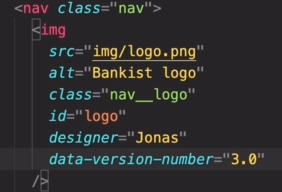 <nav class="nav">
<img
src="img/logo.png"
alt="Bankist logo"
class="nav__logo"
id="logo"
designer="Jonas"
data-version-number="3.0"
/>